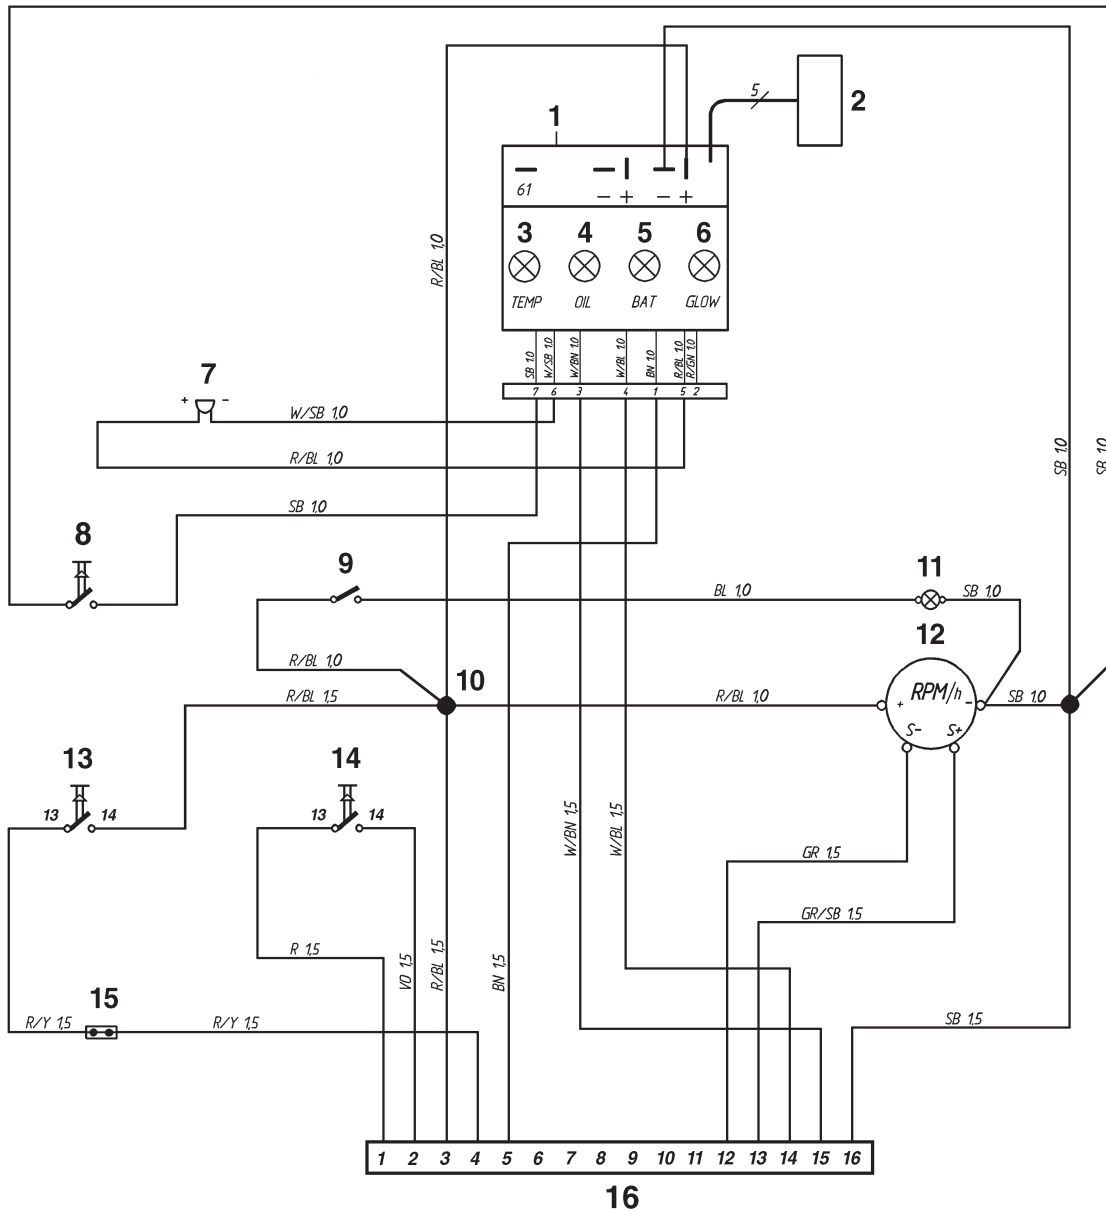 5
2
1
61
− + − +
3 4 5 6
TEMP OIL BAT GLOW
R/BL 1,0
SB 1.0
W/SB 1.0
W/BN 1.0
W/BL 1.0
BN 1.0
R/BL 1.0
R/GN 1.0
7 6 3 4 1 5 2
7
+ −
W/SB 1,0
R/BL 1,0
SB 1,0
SB 1,0
SB 1,0
8
9
11
BL 1,0
SB 1,0
12
R/BL 1,0
10
R/BL 1,5
R/BL 1,0
RPM/h
+ −
S− S+
SB 1,0
13
13 14
14
13 14
W/BN 1,5
W/BL 1,5
GR 1,5
GR/SB 1,5
R 1,5
VO 1,5
R/BL 1,5
BN 1,5
15
R/Y 1,5
R/Y 1,5
SB 1,5
1 2 3 4 5 6 7 8 9 10 11 12 13 14 15 16
16